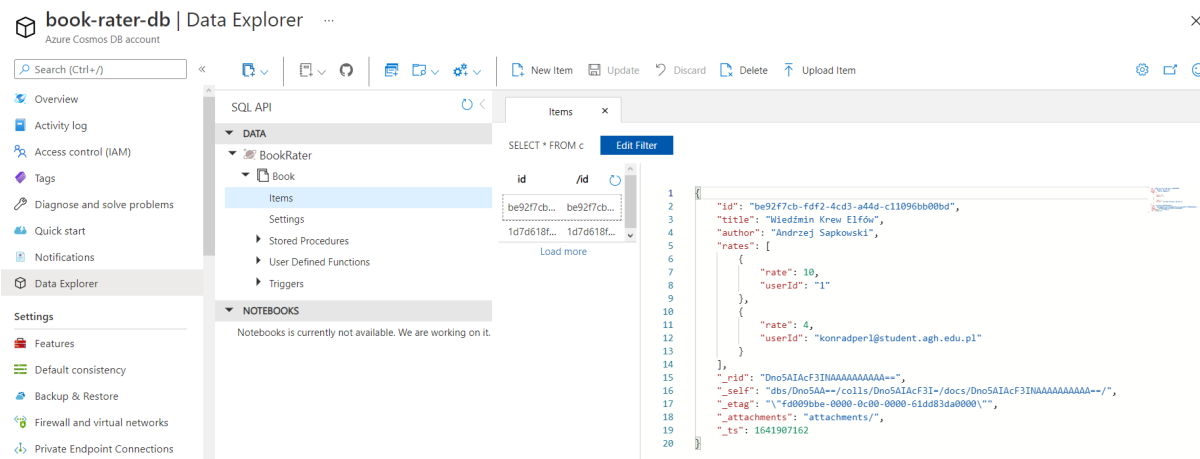 book-rater-db | Data Explorer ...
Azure Cosmos DB account
Search (Ctrl+/)
Overview
Activity log
Access control (IAM)
Tags
Diagnose and solve problems
Quick start
Notifications
Data Explorer
Settings
Features
Default consistency
Backup & Restore
Firewall and virtual networks
Private Endpoint Connections
New Item Update Discard Delete Upload Item
SQL API
DATA
BookRater
Book
Items
Settings
Stored Procedures
User Defined Functions
Triggers
NOTEBOOKS
Notebooks is currently not available. We are working on it.
Items
SELECT * FROM c Edit Filter
id /id
be92f7cb... be92f7cb...
1d7d618f... 1d7d618f...
Load more
1 {
2 "id": "be92f7cb-fdf2-4cd3-a44d-c11096bb00bd",
3 "title": "Wiedźmin Krew Elfów",
4 "author": "Andrzej Sapkowski",
5 "rates": [
6 {
7 "rate": 10,
8 "userId": "1"
9 },
10 {
11 "rate": 4,
12 "userId": "konradperl@student.agh.edu.pl"
13 }
14 ],
15 "_rid": "Dno5AIAcF3INAAAAAAAAAA==",
16 "_self": "dbs/Dno5AA==/colls/Dno5AIAcF3I=/docs/Dno5AIAcF3INAAAAAAAAAA==/",
17 "_etag": "\"fd009bbe-0000-0c00-0000-61dd83da0000\"",
18 "_attachments": "attachments/",
19 "_ts": 1641907162
20 }